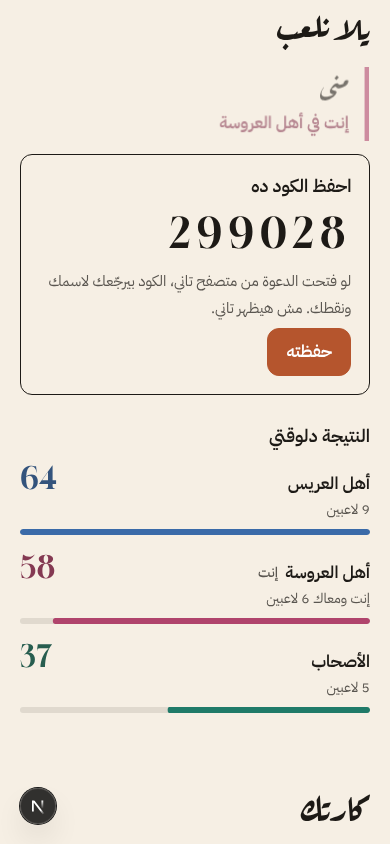 يلا نلعب
منى
إنت في أهل العروسة
احفظ الكود ده
299028
لو فتحت الدعوة من متصفح تاني، الكود بيرجّعك لاسمك
ونقطك. مش هيظهر تاني.
حفظته
النتيجة دلوقتي
أهل العريس
64
9 لاعبين
أهل العروسة إنت
58
إنت ومعاك 6 لاعبين
الأصحاب
37
5 لاعبين
كارتك
N